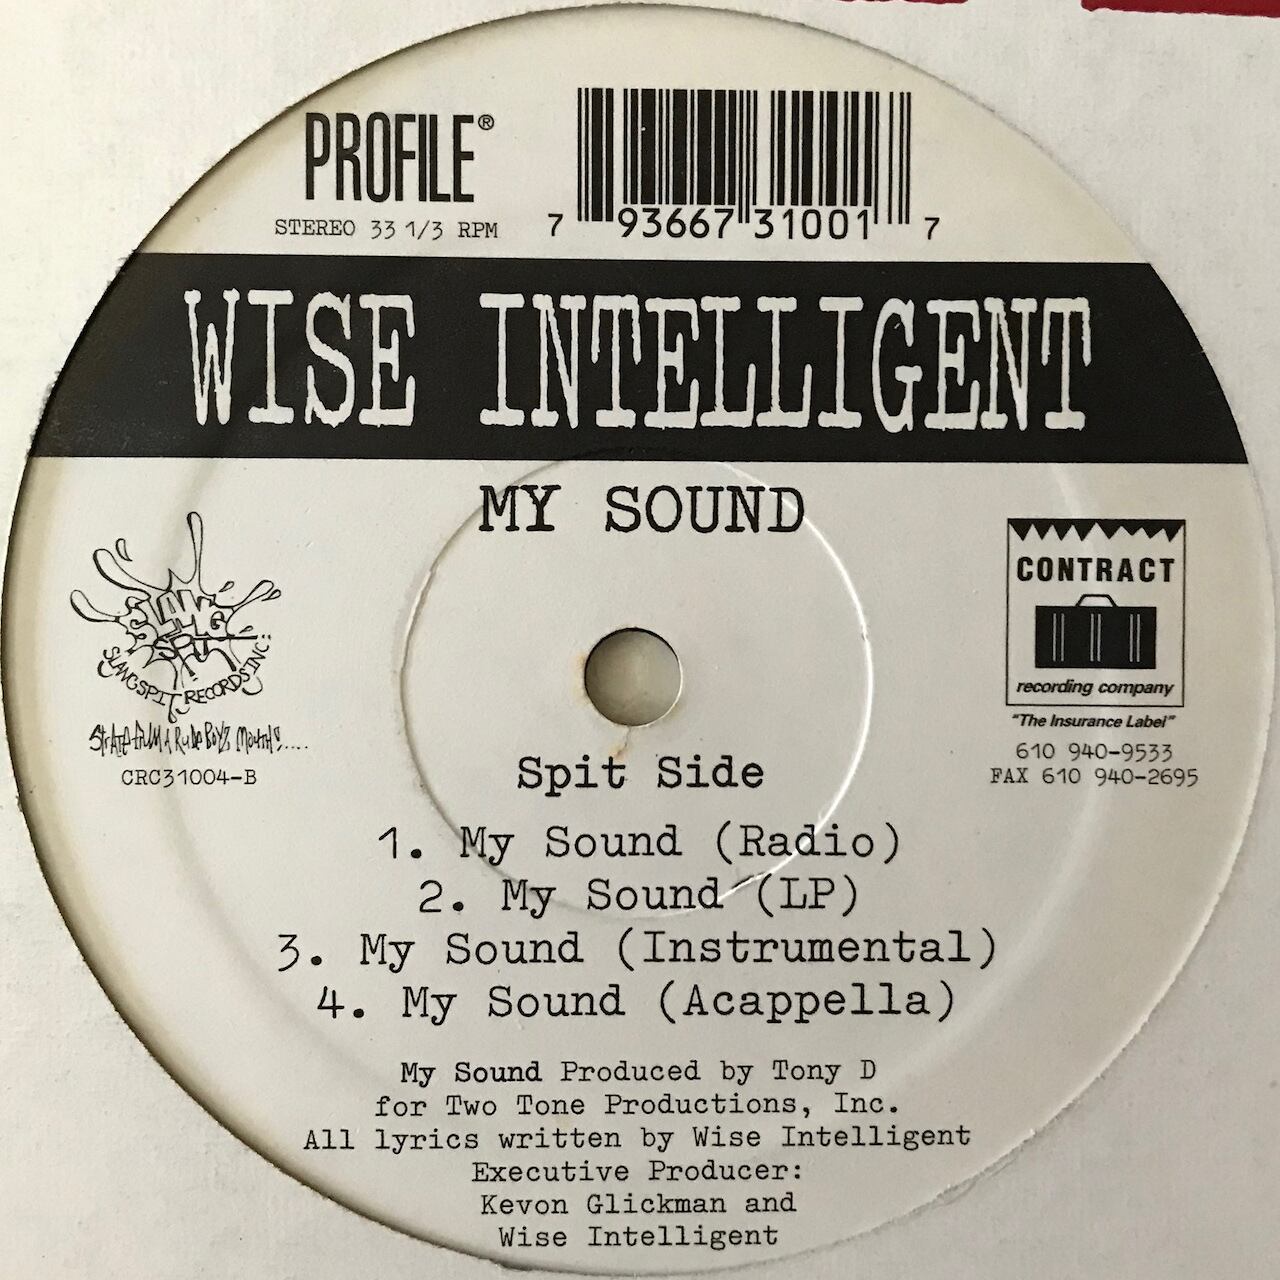 PROFILE®
STEREO 33 1/3 RPM
7 93667 31001 7
WISE INTELLIGENT
MY SOUND
SLANG
SPIT
SLANGSPIT RECORDS INC:
CRC31004-B
CONTRACT
recording company
"The Insurance Label"
610 940-9533
FAX 610 940-2695
Spit Side
1. My Sound (Radio)
2. My Sound (LP)
3. My Sound (Instrumental)
4. My Sound (Acappella)
My Sound Produced by Tony D
for Two Tone Productions, Inc.
All lyrics written by Wise Intelligent
Executive Producer:
Kevon Glickman and
Wise Intelligent